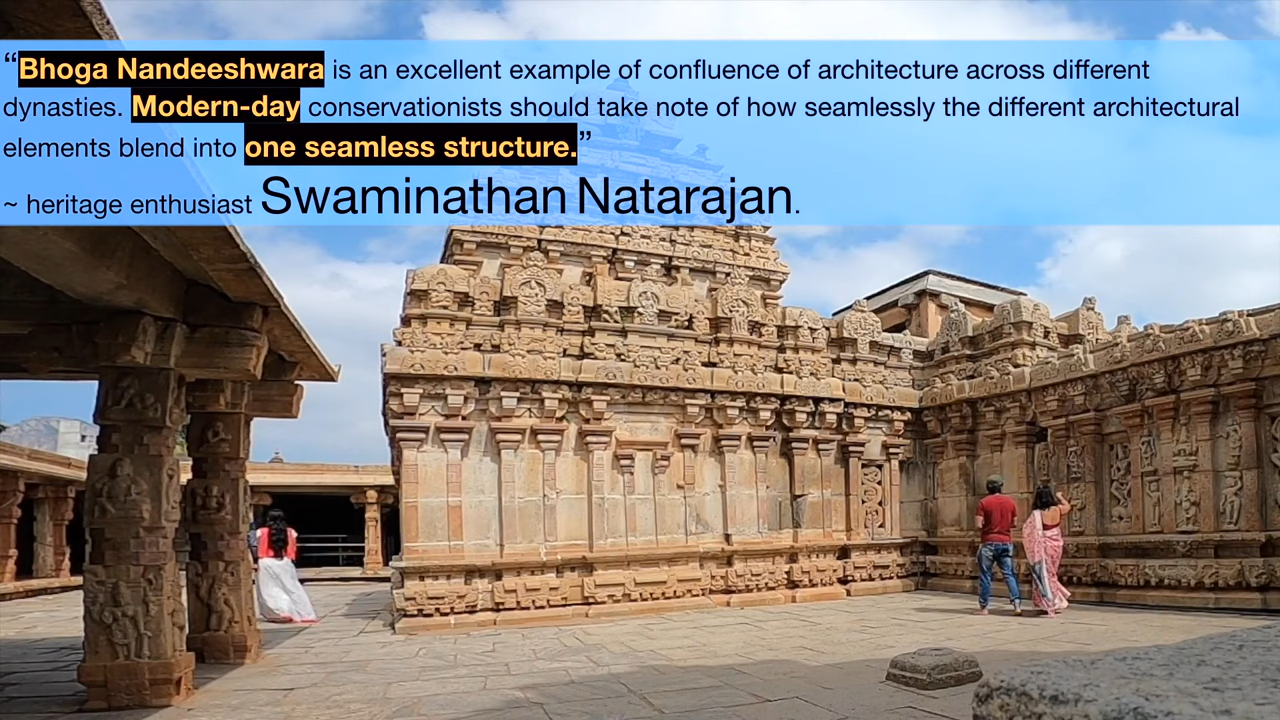 “Bhoga Nandeeshwara is an excellent example of confluence of architecture across different
dynasties. Modern-day conservationists should take note of how seamlessly the different architectural
elements blend into one seamless structure.”
~ heritage enthusiast Swaminathan Natarajan.